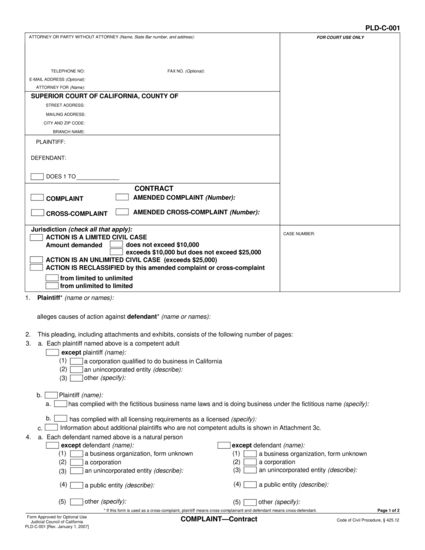 PLD-C-001
ATTORNEY OR PARTY WITHOUT ATTORNEY (Name, State Bar number, and address):
FOR COURT USE ONLY
TELEPHONE NO: FAX NO. (Optional):
E-MAIL ADDRESS (Optional):
ATTORNEY FOR (Name):
SUPERIOR COURT OF CALIFORNIA, COUNTY OF
STREET ADDRESS:
MAILING ADDRESS:
CITY AND ZIP CODE:
BRANCH NAME:
PLAINTIFF:
DEFENDANT:
DOES 1 TO
CONTRACT
COMPLAINT AMENDED COMPLAINT (Number):
CROSS-COMPLAINT AMENDED CROSS-COMPLAINT (Number):
Jurisdiction (check all that apply):
ACTION IS A LIMITED CIVIL CASE
Amount demanded does not exceed $10,000
exceeds $10,000 but does not exceed $25,000
ACTION IS AN UNLIMITED CIVIL CASE (exceeds $25,000)
ACTION IS RECLASSIFIED by this amended complaint or cross-complaint
from limited to unlimited
from unlimited to limited
CASE NUMBER:
1. Plaintiff* (name or names):
alleges causes of action against defendant* (name or names):
2. This pleading, including attachments and exhibits, consists of the following number of pages:
3. a. Each plaintiff named above is a competent adult
except plaintiff (name):
(1) a corporation qualified to do business in California
(2) an unincorporated entity (describe):
(3) other (specify):
b. Plaintiff (name):
a. has complied with the fictitious business name laws and is doing business under the fictitious name (specify):
b. has complied with all licensing requirements as a licensed (specify):
c. Information about additional plaintiffs who are not competent adults is shown in Attachment 3c.
4. a. Each defendant named above is a natural person
except defendant (name): except defendant (name):
(1) a business organization, form unknown (1) a business organization, form unknown
(2) a corporation (2) a corporation
(3) an unincorporated entity (describe): (3) an unincorporated entity (describe):
(4) a public entity (describe): (4) a public entity (describe):
(5) other (specify): (5) other (specify):
* If this form is used as a cross-complaint, plaintiff means cross-complainant and defendant means cross-defendant.
Page 1 of 2
Form Approved for Optional Use
Judicial Council of California
PLD-C-001 [Rev. January 1, 2007]
COMPLAINT—Contract
Code of Civil Procedure, § 425.12